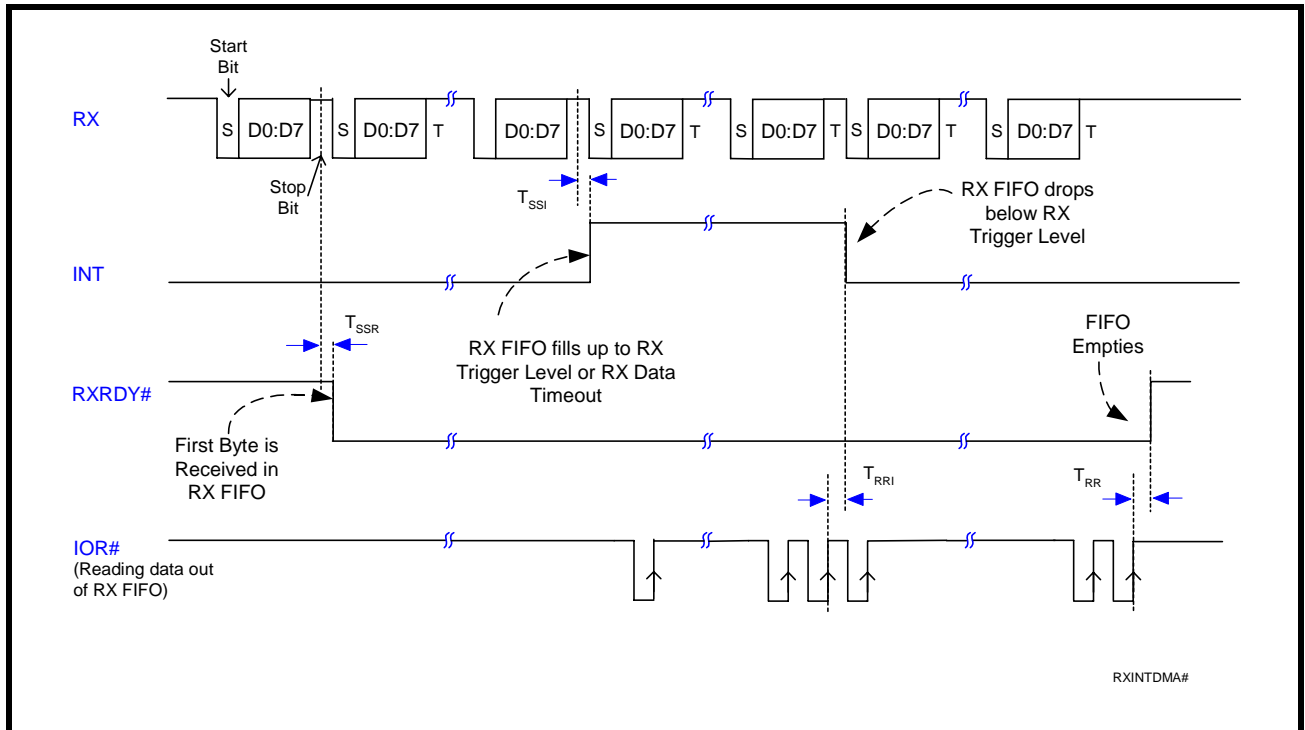 Start
Bit
RX
S D0:D7 S D0:D7 T D0:D7 S D0:D7 T S D0:D7 T S D0:D7 T S D0:D7 T
Stop
Bit
TSSI
RX FIFO drops
below RX
Trigger Level
INT
TSSR
RX FIFO fills up to RX
Trigger Level or RX Data
Timeout
FIFO
Empties
RXRDY#
First Byte is
Received in
RX FIFO
TRRI
TRR
IOR#
(Reading data out
of RX FIFO)
RXINTDMA#